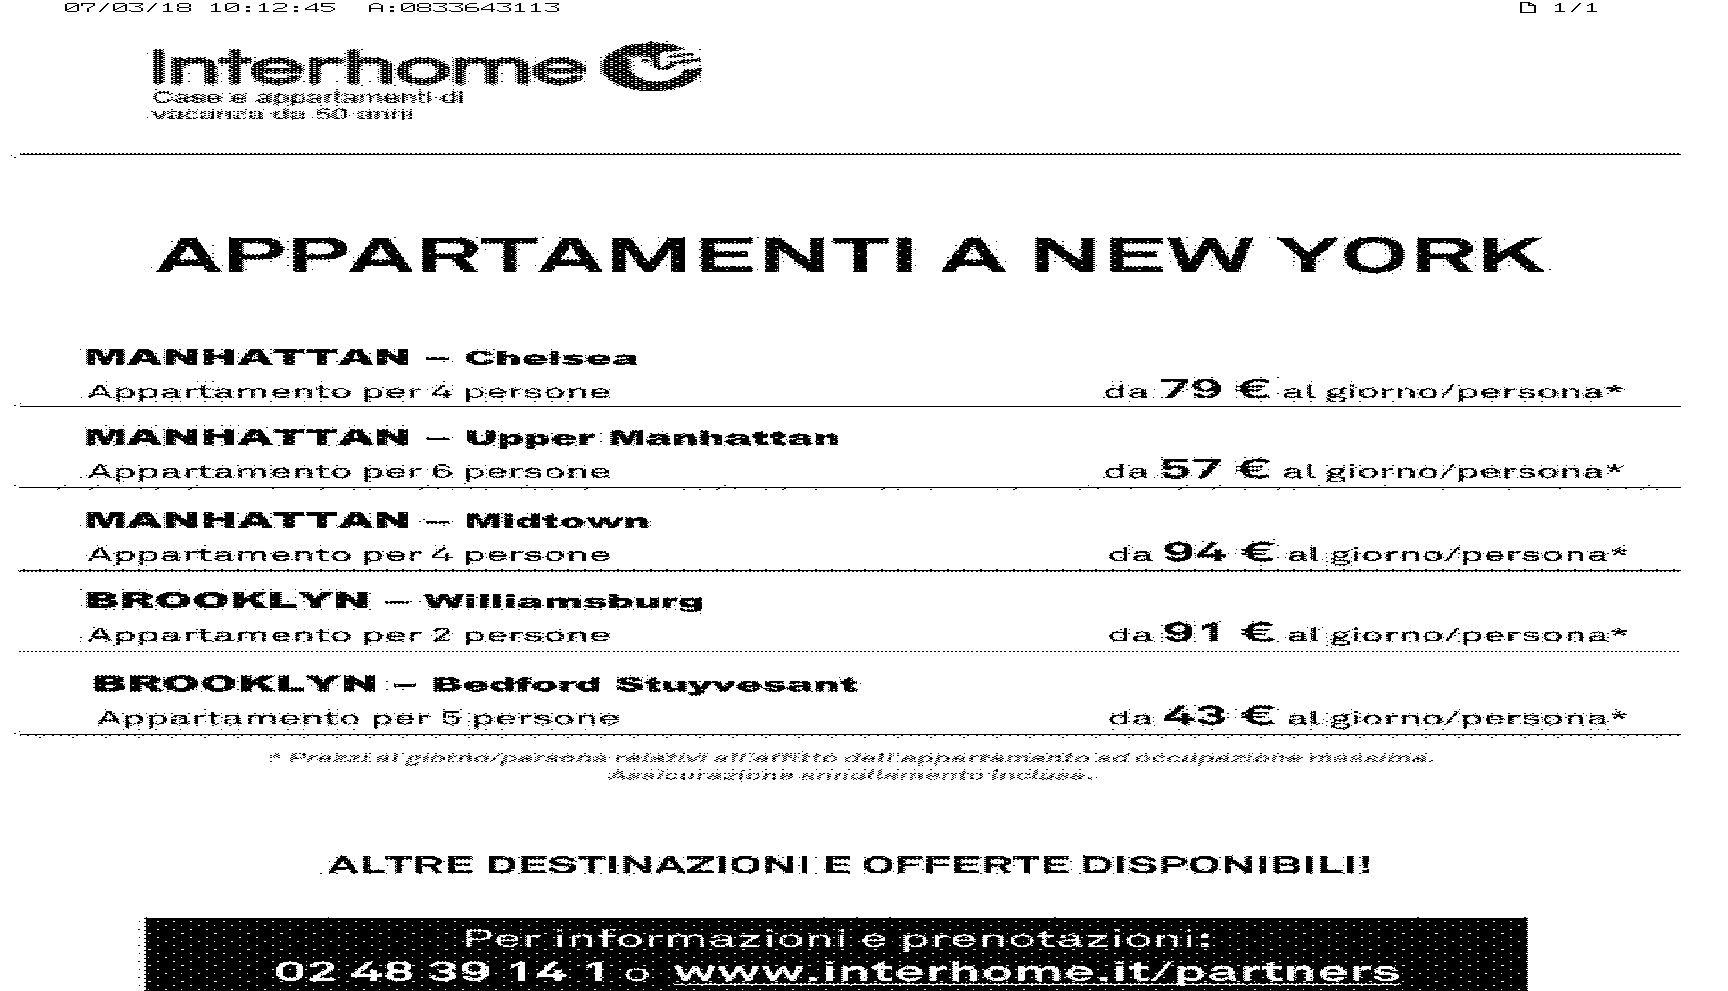 07/03/18 10:12:45 A:0833643113 1/1
Interhome
Case e appartamenti di
vacanza da 50 anni
APPARTAMENTI A NEW YORK
MANHATTAN – Chelsea
Appartamento per 4 persone da 79 € al giorno/persona*
MANHATTAN – Upper Manhattan
Appartamento per 6 persone da 57 € al giorno/persona*
MANHATTAN – Midtown
Appartamento per 4 persone da 94 € al giorno/persona*
BROOKLYN – Williamsburg
Appartamento per 2 persone da 91 € al giorno/persona*
BROOKLYN – Bedford Stuyvesant
Appartamento per 5 persone da 43 € al giorno/persona*
* Prezzi al giorno/persona relativi all'affitto dell'appartamento ad occupazione massima.
Assicurazione annullamento inclusa.
ALTRE DESTINAZIONI E OFFERTE DISPONIBILI!
Per informazioni e prenotazioni:
02 48 39 14 1 o www.interhome.it/partners